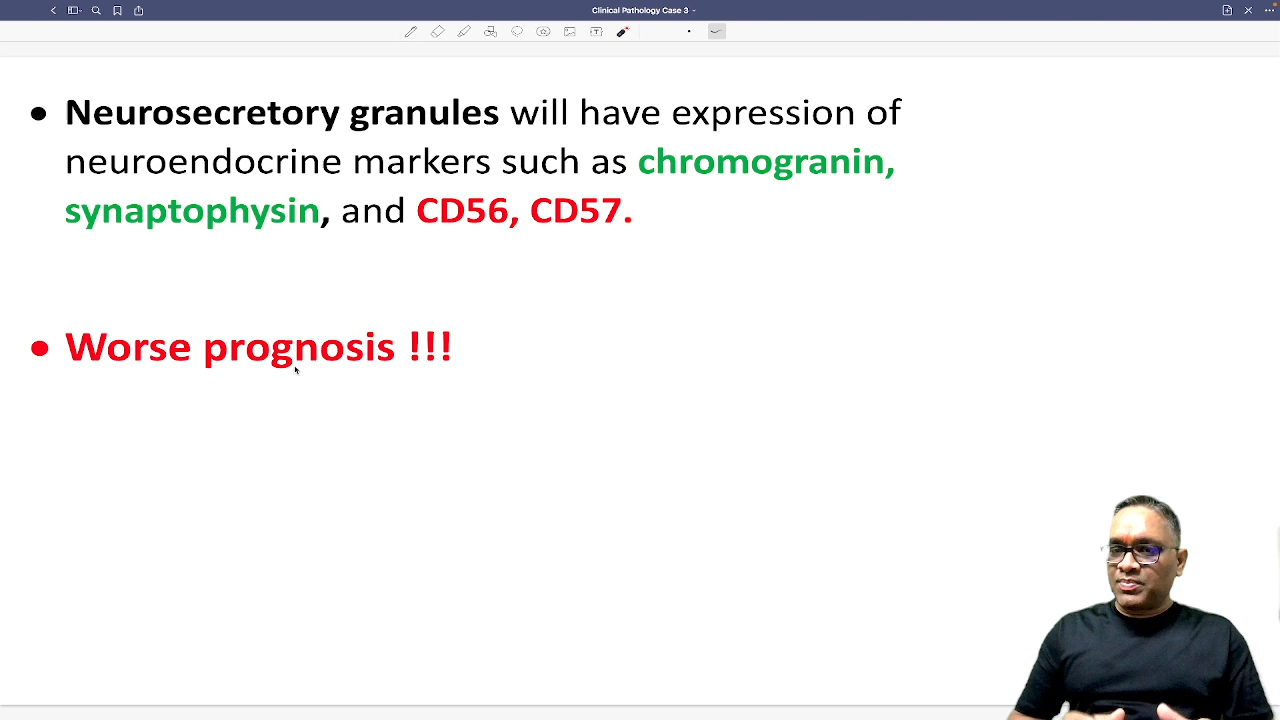 Clinical Pathology Case 3
• Neurosecretory granules will have expression of
neuroendocrine markers such as chromogranin,
synaptophysin, and CD56, CD57.
• Worse prognosis !!!